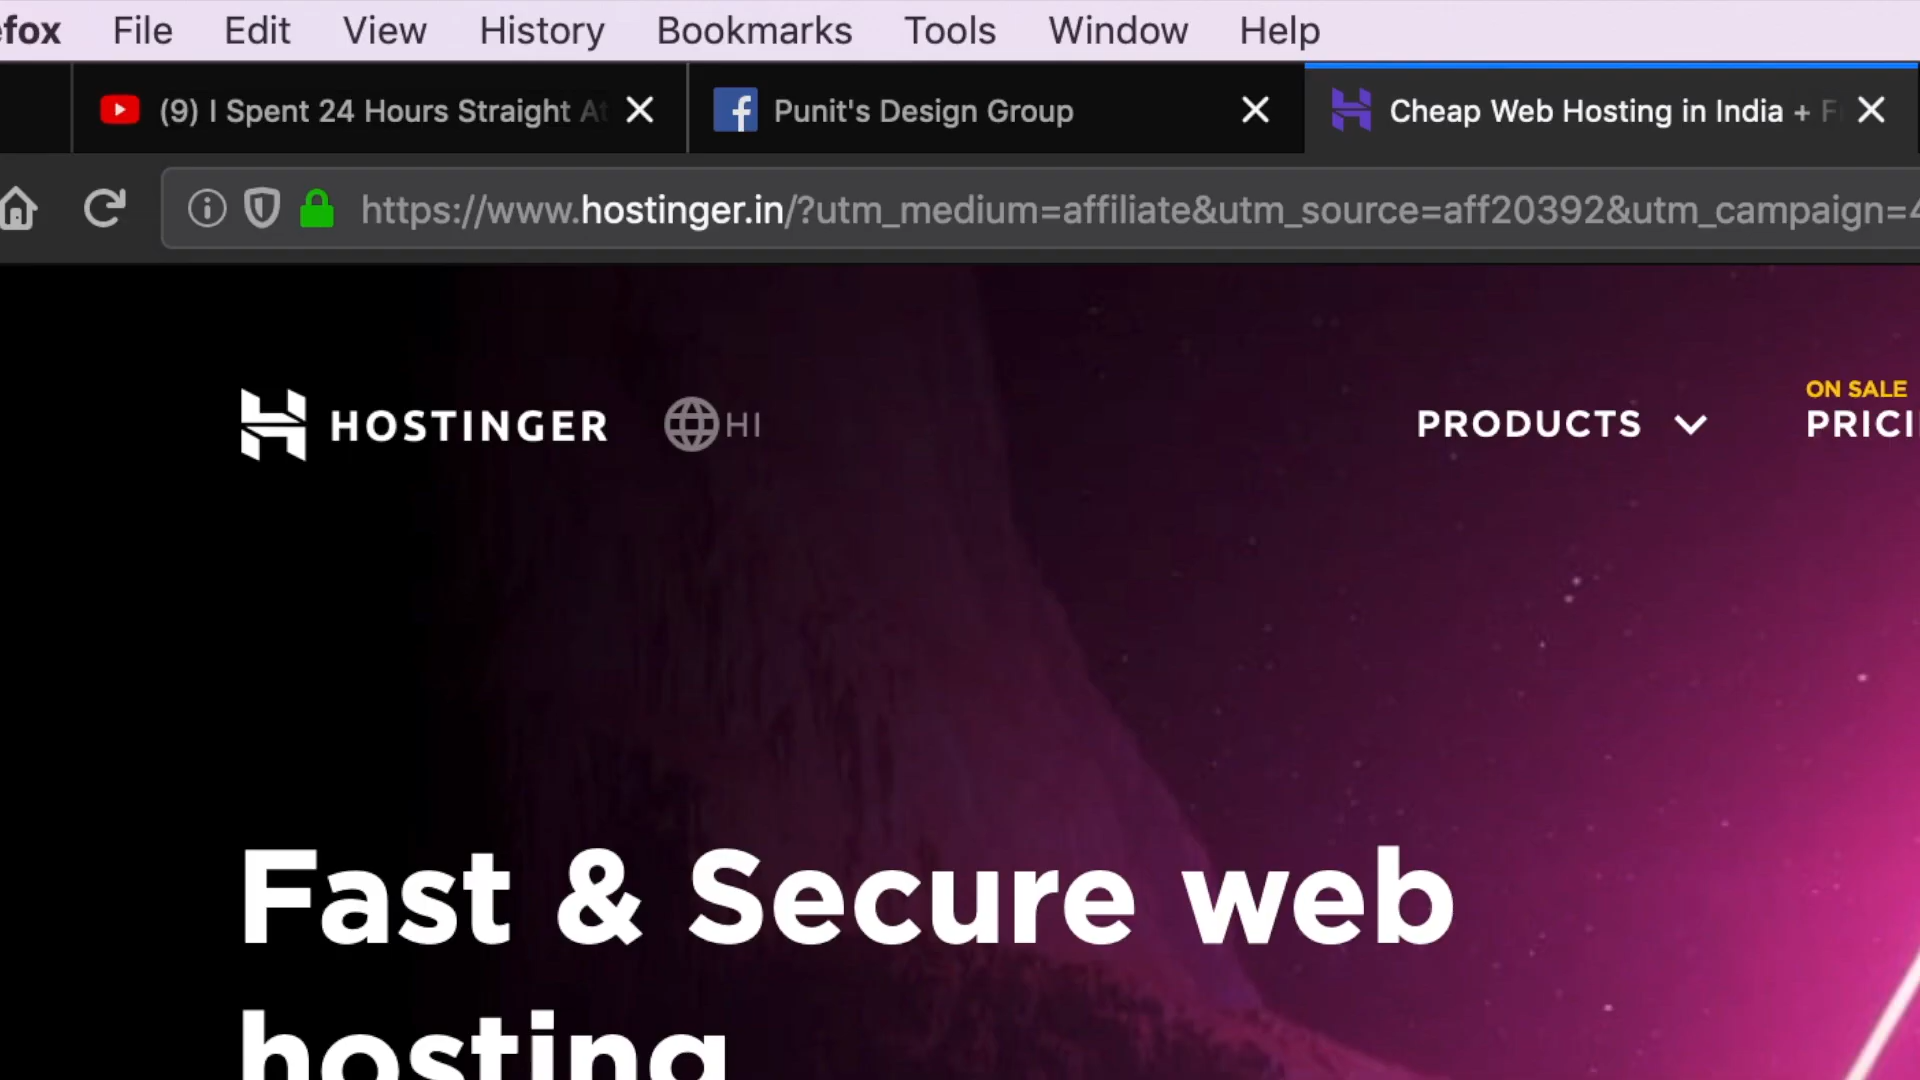 efox File Edit View History Bookmarks Tools Window Help
(9) I Spent 24 Hours Straight At
Punit's Design Group
Cheap Web Hosting in India + F
https://www.hostinger.in/?utm_medium=affiliate&utm_source=aff20392&utm_campaign=4
HOSTINGER
HI
PRODUCTS
ON SALE
PRICI
Fast & Secure web
hosting